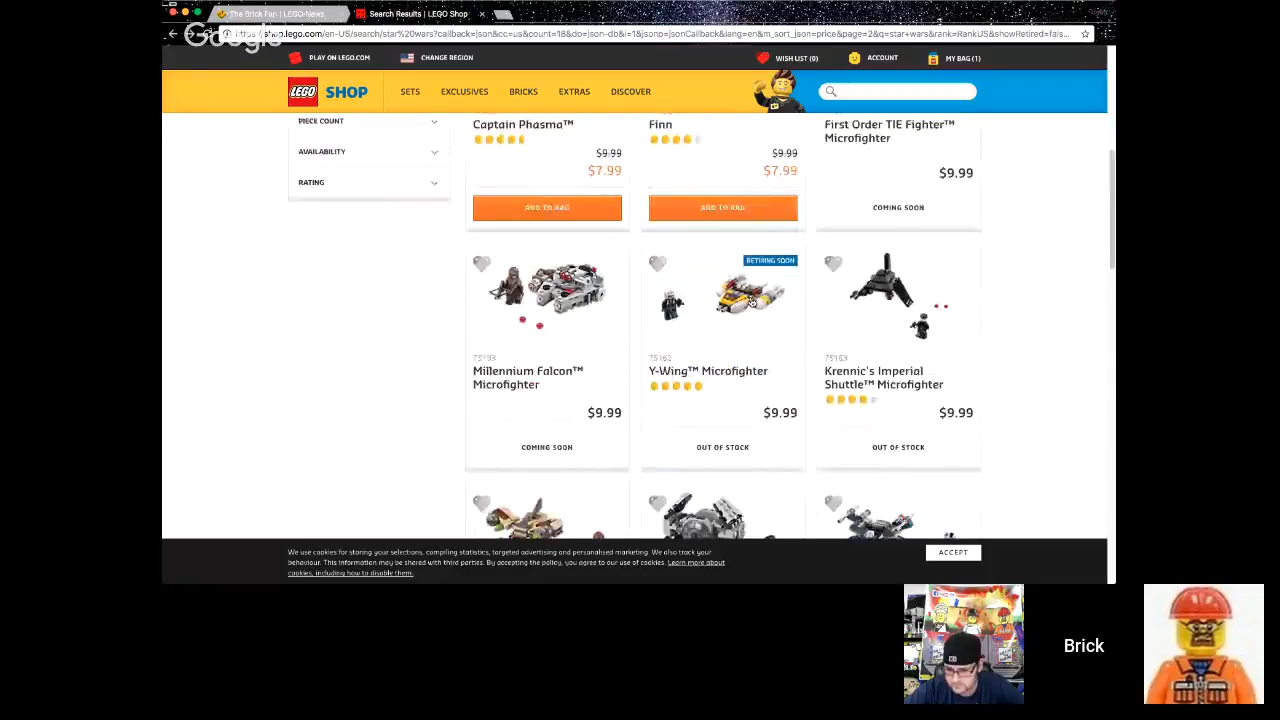 The Brick Fan | LEGO News
Search Results | LEGO Shop
Google
https://shop.lego.com/en-US/search/star%20wars?callback=json&cc=us&count=18&do=json-db&i=1&jsonp=jsonCallback&lang=en&m_sort_json=price&page=2&q=star+wars&rank=RankUS&showRetired=fals...
PLAY ON LEGO.COM
CHANGE REGION
WISH LIST (0)
ACCOUNT
MY BAG (1)
LEGO SHOP
SETS
EXCLUSIVES
BRICKS
EXTRAS
DISCOVER
PIECE COUNT
AVAILABILITY
RATING
Captain Phasma™
$9.99
$7.99
ADD TO BAG
Finn
$9.99
$7.99
ADD TO BAG
First Order TIE Fighter™
Microfighter
$9.99
COMING SOON
75193
Millennium Falcon™
Microfighter
$9.99
COMING SOON
RETIRING SOON
75162
Y-Wing™ Microfighter
$9.99
OUT OF STOCK
75163
Krennic's Imperial
Shuttle™ Microfighter
$9.99
OUT OF STOCK
We use cookies for storing your selections, compiling statistics, targeted advertising and personalised marketing. We also track your
behaviour. This information may be shared with third parties. By accepting the policy, you agree to our use of cookies. Learn more about
cookies, including how to disable them.
ACCEPT
Brick